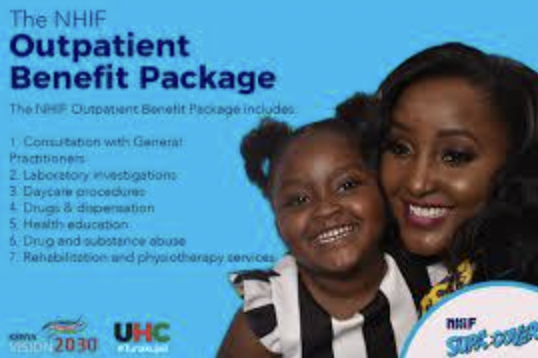 The NHIF
Outpatient
Benefit Package
The NHIF Outpatient Benefit Package includes:
1. Consultation with General
Practitioners
2. Laboratory investigations
3. Daycare procedures
4. Drugs & dispensation
5. Health education
6. Drug and substance abuse
7. Rehabilitation and physiotherapy services
KENYA
VISION 2030
UHC
NHIF
SUPA COVER